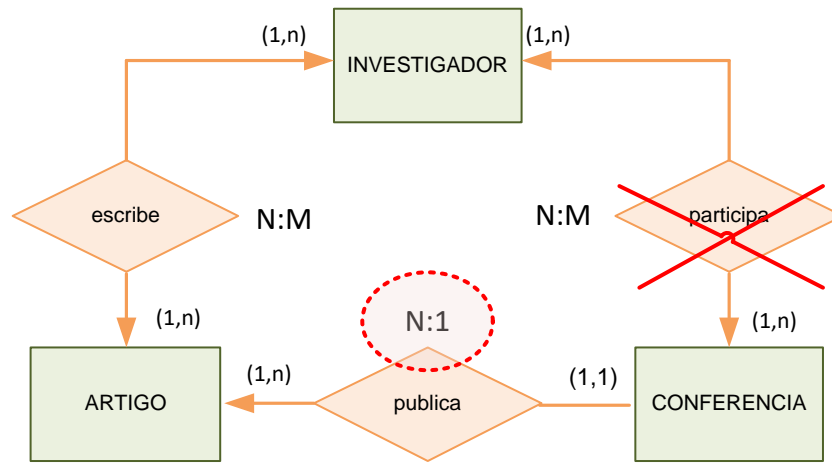 (1,n)
INVESTIGADOR
(1,n)
escribe
N:M
N:M
participa
(1,n)
N:1
(1,n)
ARTIGO
(1,n)
publica
(1,1)
CONFERENCIA